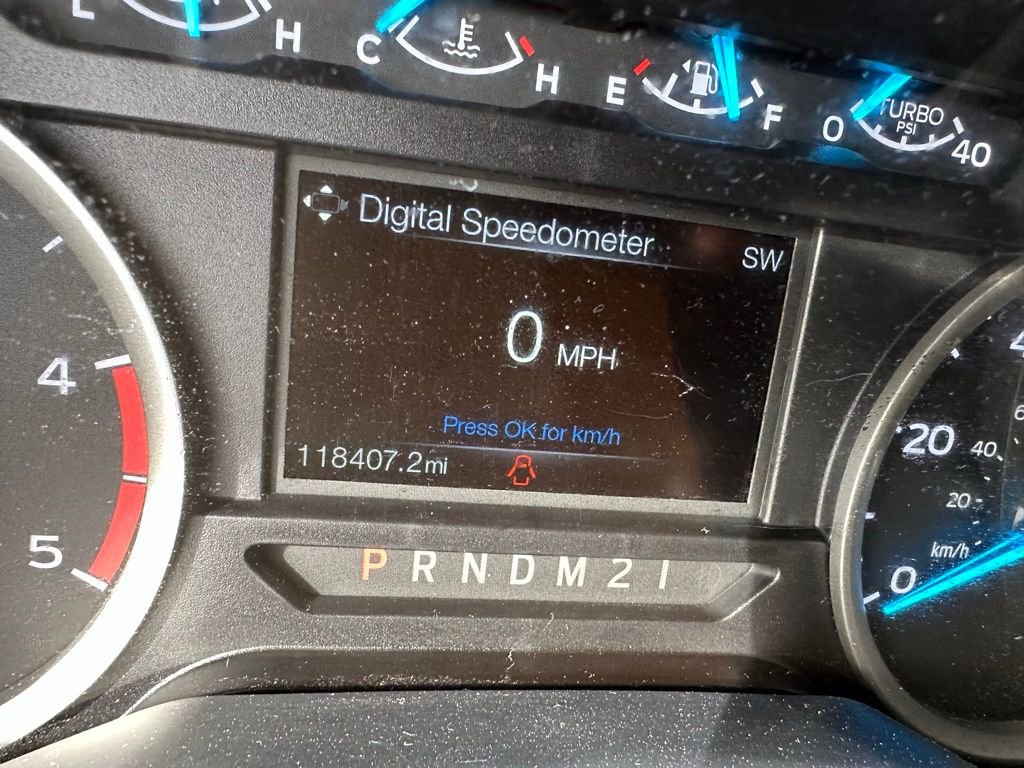 L H
C H
E F
0 TURBO 40
PSI
Digital Speedometer SW
0 MPH
Press OK for km/h
118407.2mi
4
5
P R N D M 2 1
20 40
20
km/h
0